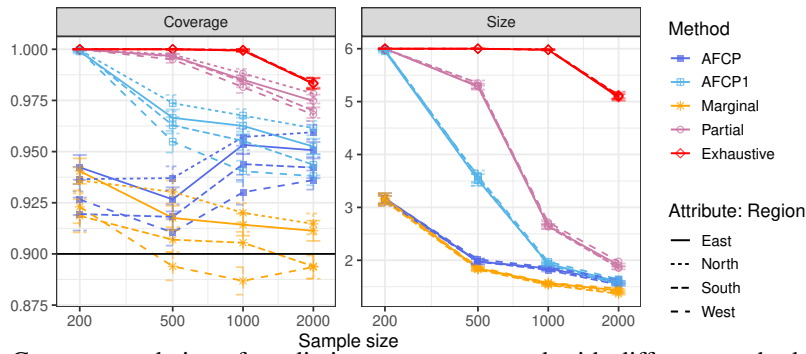 Coverage
Size
1.000
0.975
0.950
0.925
0.900
0.875
6
5
4
3
2
200
500
1000
2000
200
500
1000
2000
Sample size
Method
AFCP
AFCP1
Marginal
Partial
Exhaustive
Attribute: Region
East
North
South
West